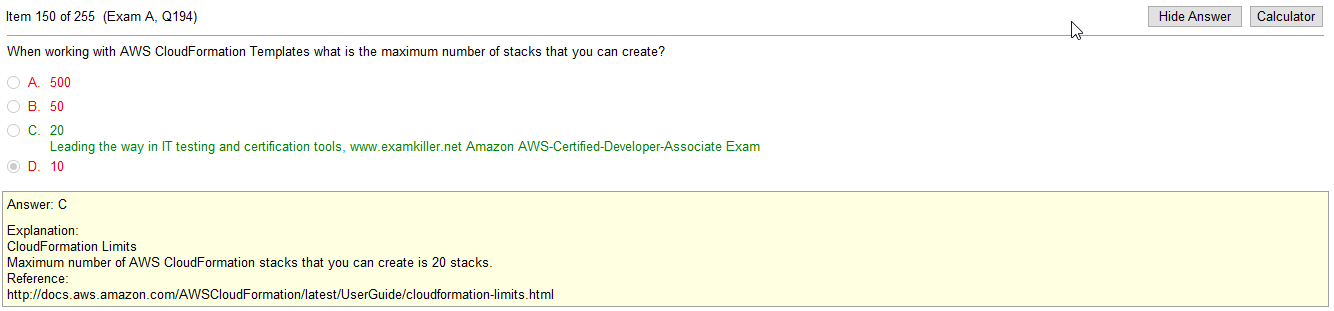 Item 150 of 255 (Exam A, Q194)
Hide Answer
Calculator
When working with AWS CloudFormation Templates what is the maximum number of stacks that you can create?
A. 500
B. 50
C. 20
Leading the way in IT testing and certification tools, www.examkiller.net Amazon AWS-Certified-Developer-Associate Exam
D. 10
Answer: C
Explanation:
CloudFormation Limits
Maximum number of AWS CloudFormation stacks that you can create is 20 stacks.
Reference:
http://docs.aws.amazon.com/AWSCloudFormation/latest/UserGuide/cloudformation-limits.html